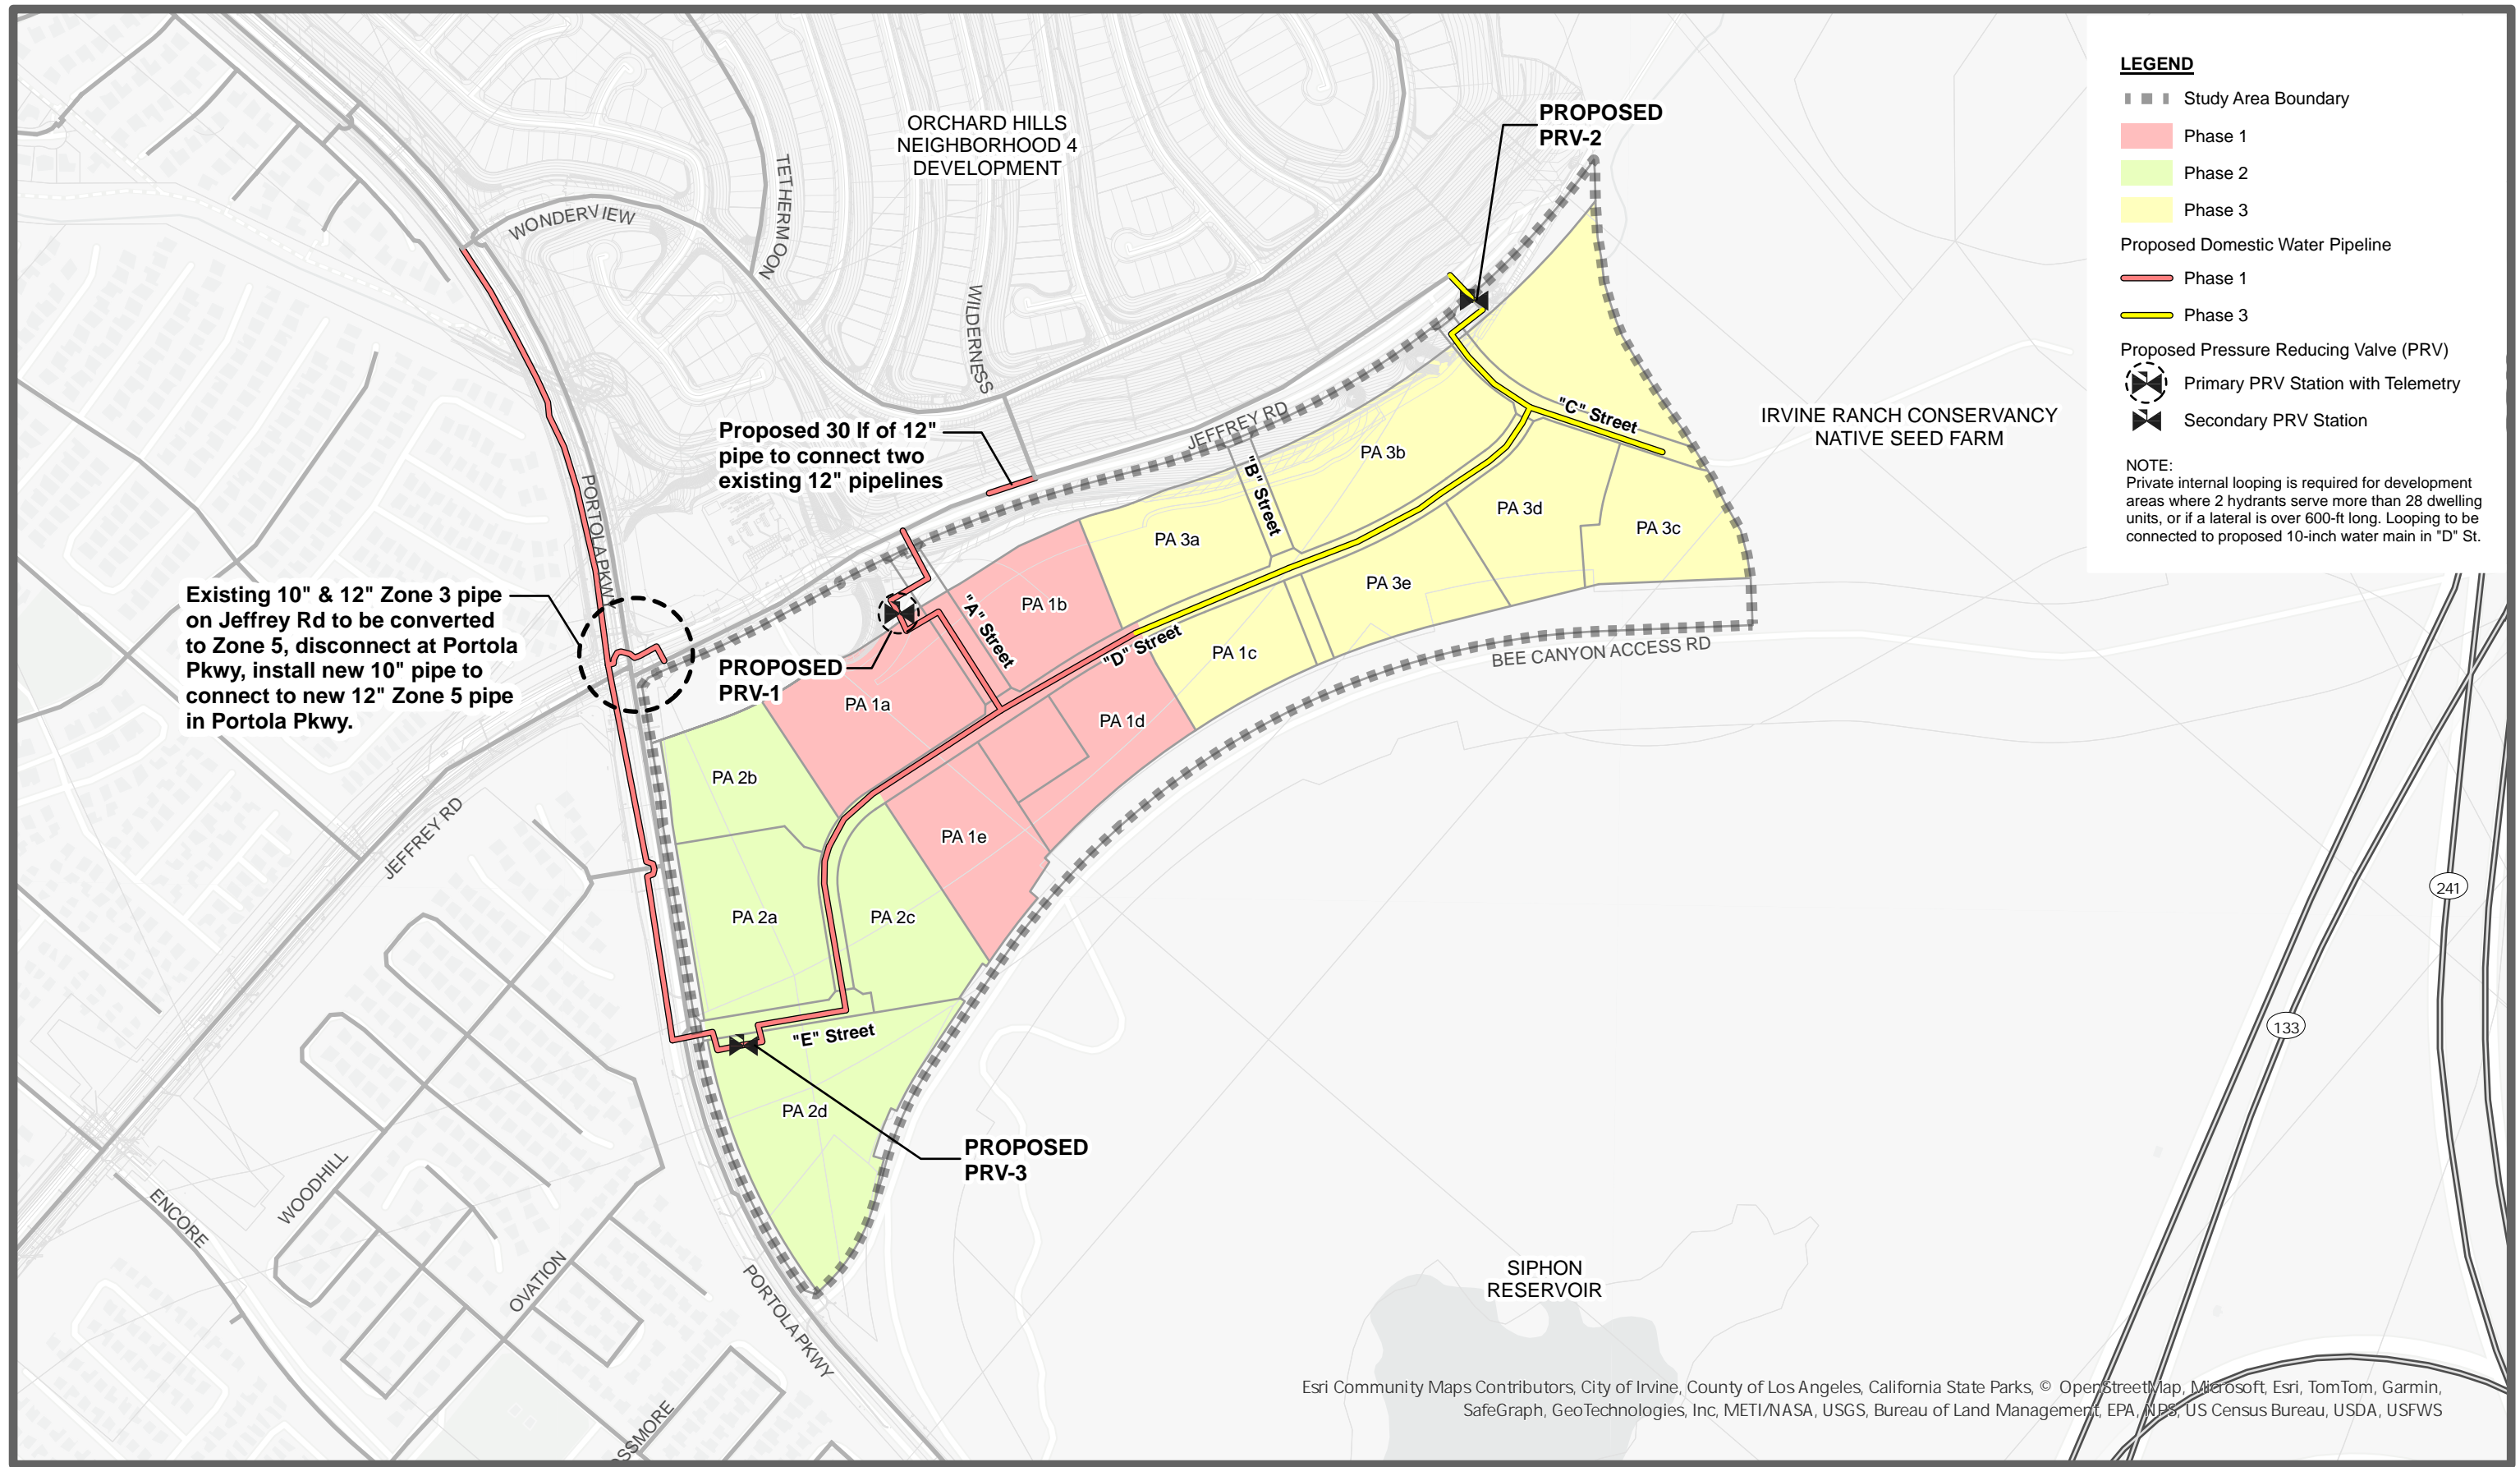 ORCHARD HILLS
NEIGHBORHOOD 4
DEVELOPMENT
PROPOSED
PRV-2
WONDERVIEW
TETHERMOON
WILDERNESS
Proposed 30 lf of 12"
pipe to connect two
existing 12" pipelines
JEFFREY RD
"C" Street
IRVINE RANCH CONSERVANCY
NATIVE SEED FARM
PORTOLA PKWY
"B" Street
PA 3b
PA 3a
PA 3d
PA 3c
PA 3e
Existing 10" & 12" Zone 3 pipe
on Jeffrey Rd to be converted
to Zone 5, disconnect at Portola
Pkwy, install new 10" pipe to
connect to new 12" Zone 5 pipe
in Portola Pkwy.
"A" Street
PA 1b
"D" Street
PA 1c
BEE CANYON ACCESS RD
PROPOSED
PRV-1
PA 1a
PA 1d
PA 2b
PA 1e
JEFFREY RD
PA 2a
PA 2c
"E" Street
PA 2d
PROPOSED
PRV-3
WOODHILL
ENCORE
OVATION
PORTOLA PKWY
OSSMORE
SIPHON
RESERVOIR
241
133
LEGEND
Study Area Boundary
Phase 1
Phase 2
Phase 3
Proposed Domestic Water Pipeline
Phase 1
Phase 3
Proposed Pressure Reducing Valve (PRV)
Primary PRV Station with Telemetry
Secondary PRV Station
NOTE:
Private internal looping is required for development
areas where 2 hydrants serve more than 28 dwelling
units, or if a lateral is over 600-ft long. Looping to be
connected to proposed 10-inch water main in "D" St.
Esri Community Maps Contributors, City of Irvine, County of Los Angeles, California State Parks, © OpenStreetMap, Microsoft, Esri, TomTom, Garmin,
SafeGraph, GeoTechnologies, Inc, METI/NASA, USGS, Bureau of Land Management, EPA, NPS, US Census Bureau, USDA, USFWS